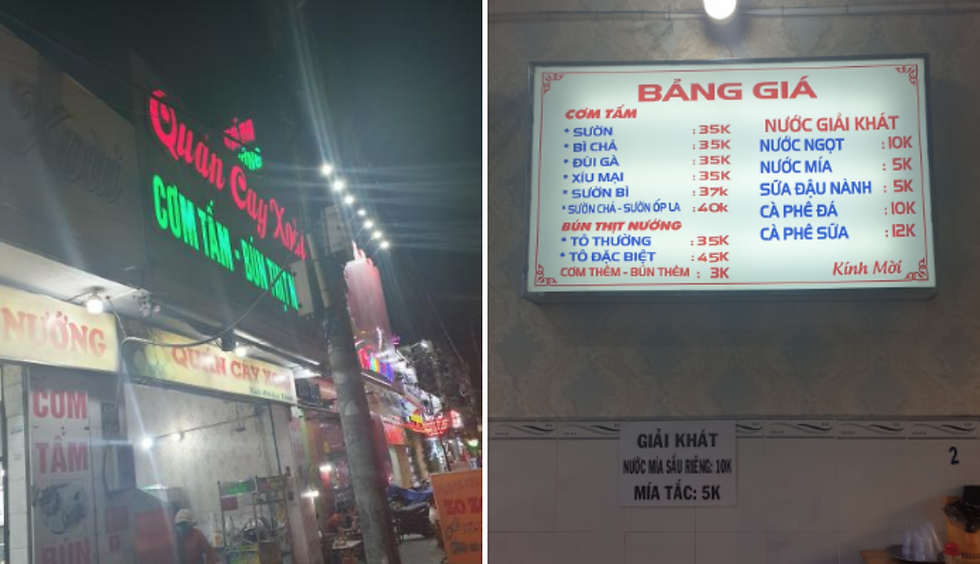 Quán Cây Xoài
CƠM TẤM - BÚN THỊT N
NƯỚNG
QUÁN CÂY XOÀI
CƠM
TẤM
BÚN
BẢNG GIÁ
CƠM TẤM
* SƯỜN : 35K
* BÌ CHẢ : 35K
* ĐÙI GÀ : 35K
* XÍU MẠI : 35K
* SƯỜN BÌ : 37k
* SƯỜN CHẢ - SƯỜN ỐP LA : 40k
BÚN THỊT NƯỚNG
* TÔ THƯỜNG : 35K
* TÔ ĐẶC BIỆT : 45K
CƠM THÊM - BÚN THÊM : 3K
NƯỚC GIẢI KHÁT
NƯỚC NGỌT : 10K
NƯỚC MÍA : 5K
SỮA ĐẬU NÀNH : 5K
CÀ PHÊ ĐÁ : 10K
CÀ PHÊ SỮA : 12K
Kính Mời
GIẢI KHÁT
NƯỚC MÍA SẦU RIÊNG: 10K
MÍA TẮC: 5K
2